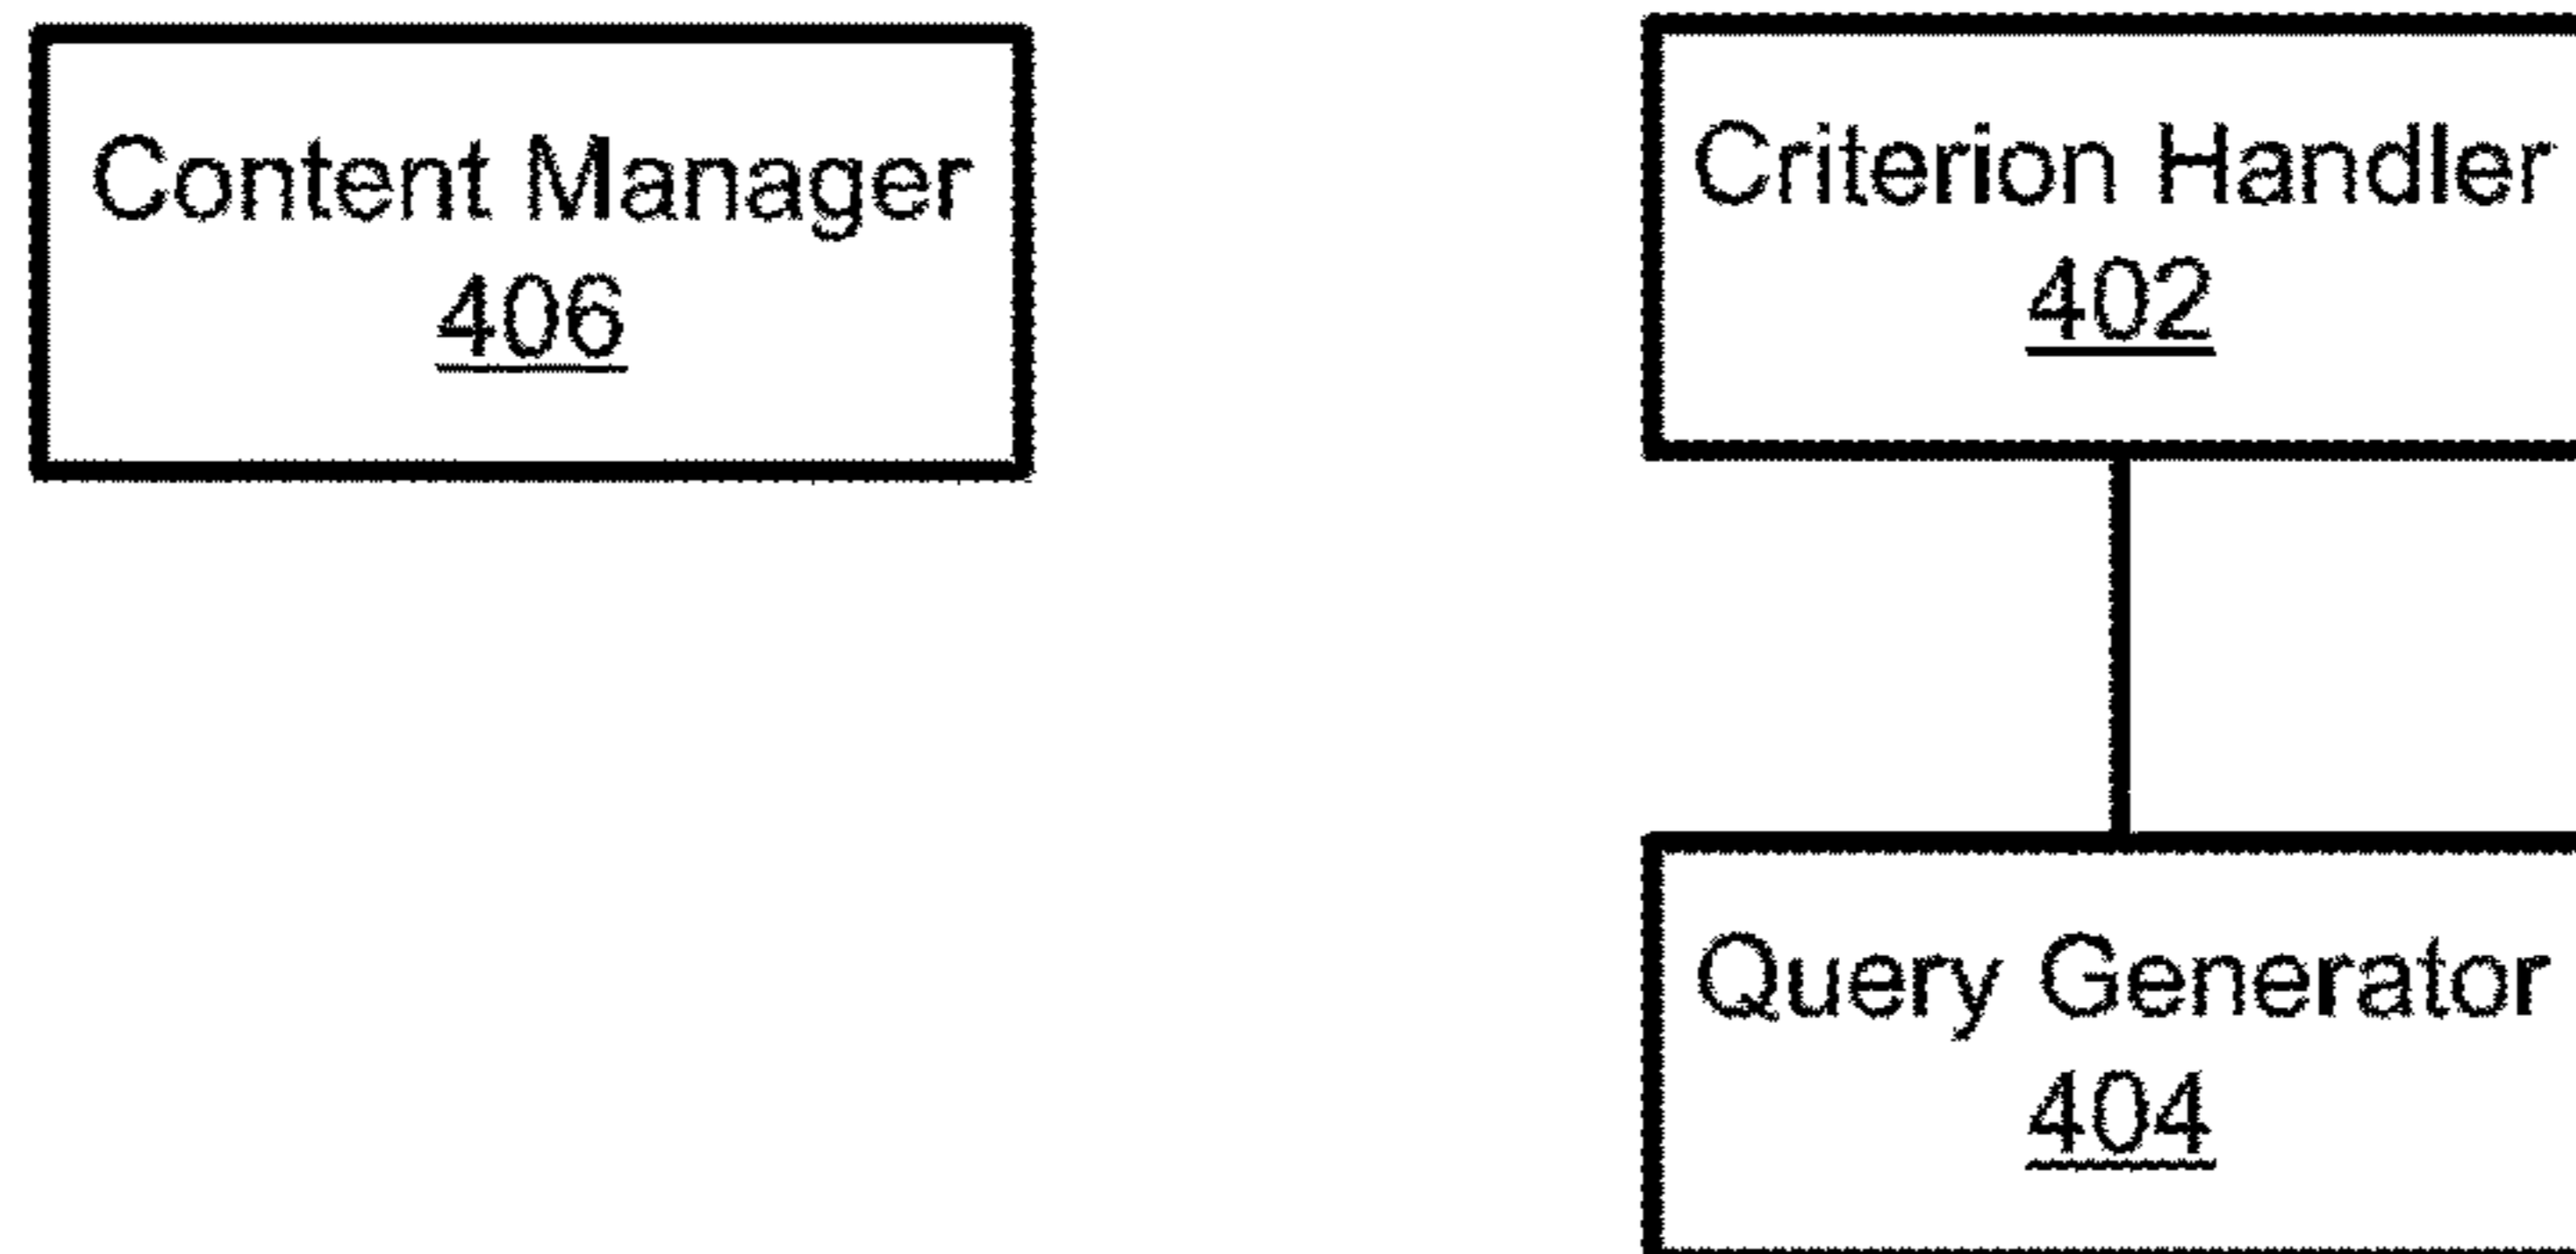 Content Manager
406
Criterion Handler
402
Query Generator
404